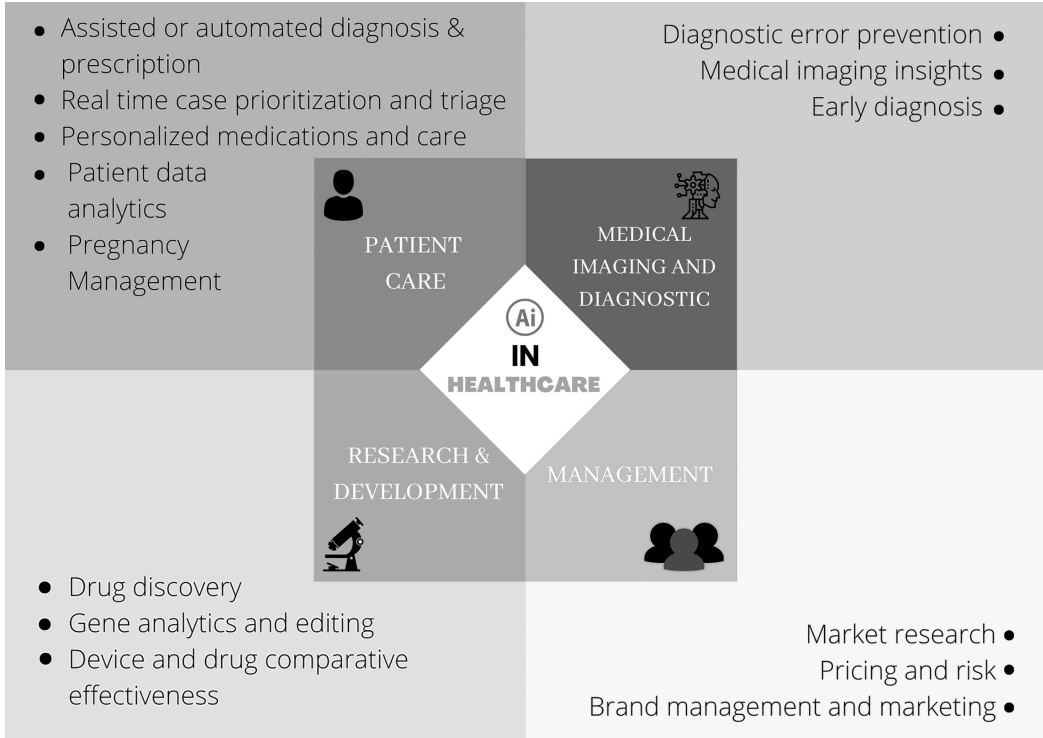 Assisted or automated diagnosis &
prescription
Real time case prioritization and triage
Personalized medications and care
Patient data
analytics
Pregnancy
Management
Diagnostic error prevention
Medical imaging insights
Early diagnosis
PATIENT
CARE
MEDICAL
IMAGING AND
DIAGNOSTIC
Ai
IN
HEALTHCARE
RESEARCH &
DEVELOPMENT
MANAGEMENT
Drug discovery
Gene analytics and editing
Device and drug comparative
effectiveness
Market research
Pricing and risk
Brand management and marketing